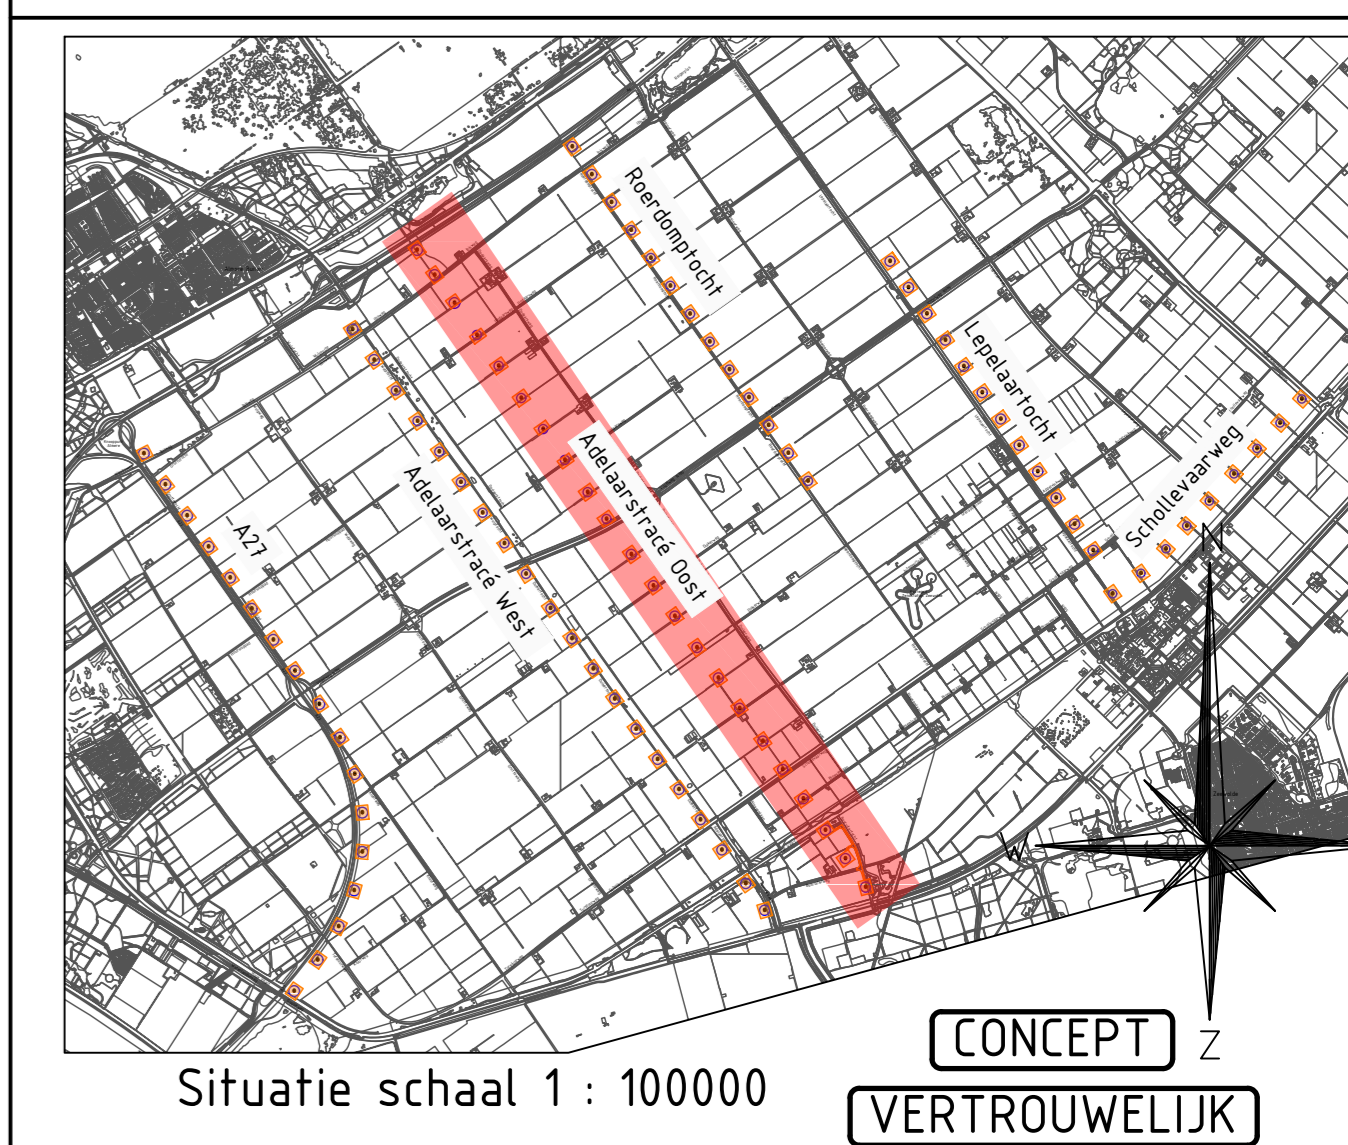 Roerdomptocht
Lepelaartocht
Schollevaarweg
Adelaarstracé Oost
Adelaarstracé West
A27
N
W
Z
CONCEPT
Situatie schaal 1 : 100000
VERTROUWELIJK